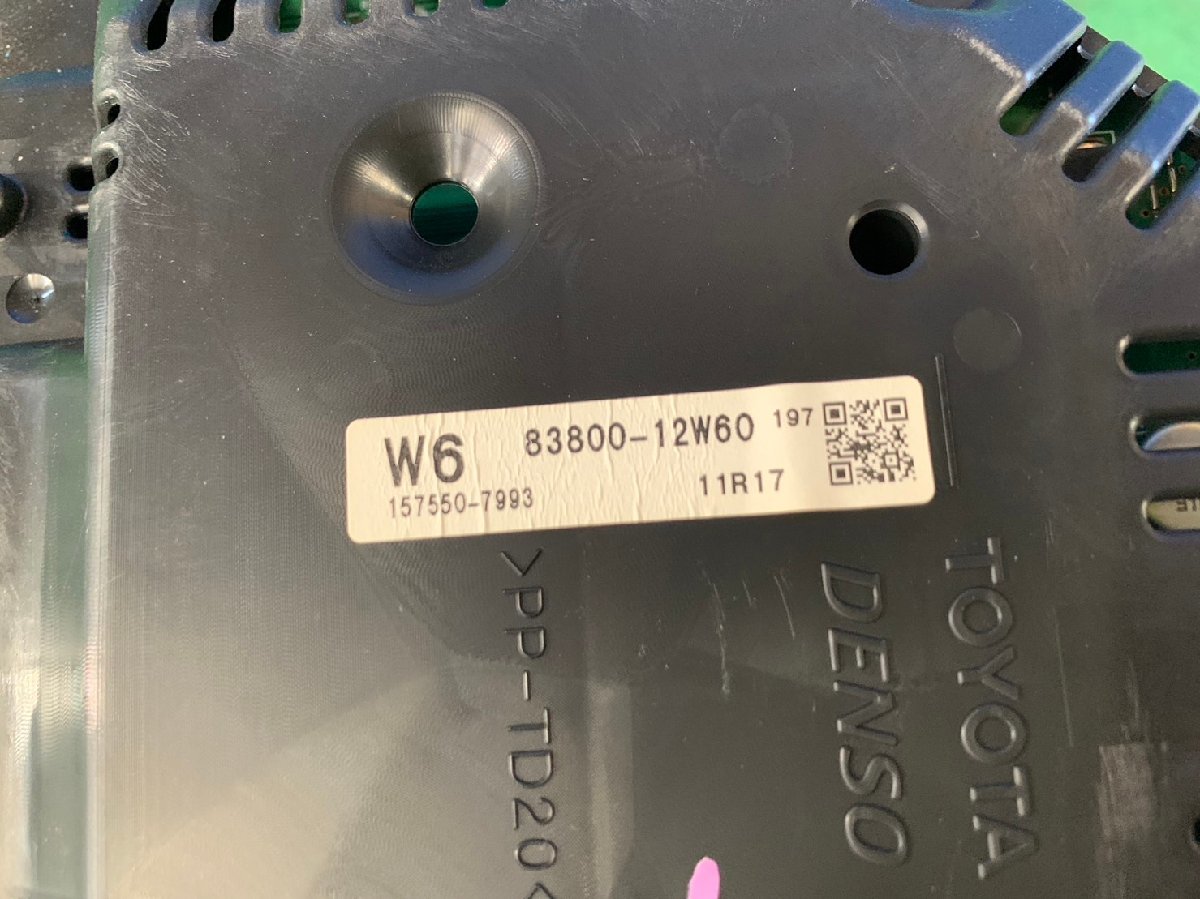 W6 83800-12W60 197
157550-7993 11R17
>PP-TD20<
DENSO
TOYOTA